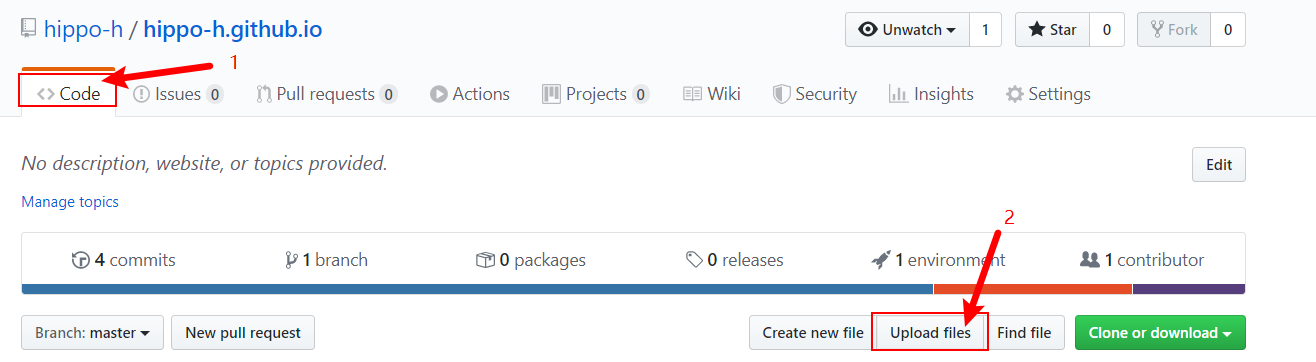 hippo-h / hippo-h.github.io Unwatch 1 Star 0 Fork 0
1
Code Issues 0 Pull requests 0 Actions Projects 0 Wiki Security Insights Settings
No description, website, or topics provided. Edit
Manage topics
2
4 commits 1 branch 0 packages 0 releases 1 environment 1 contributor
Branch: master New pull request Create new file Upload files Find file Clone or download